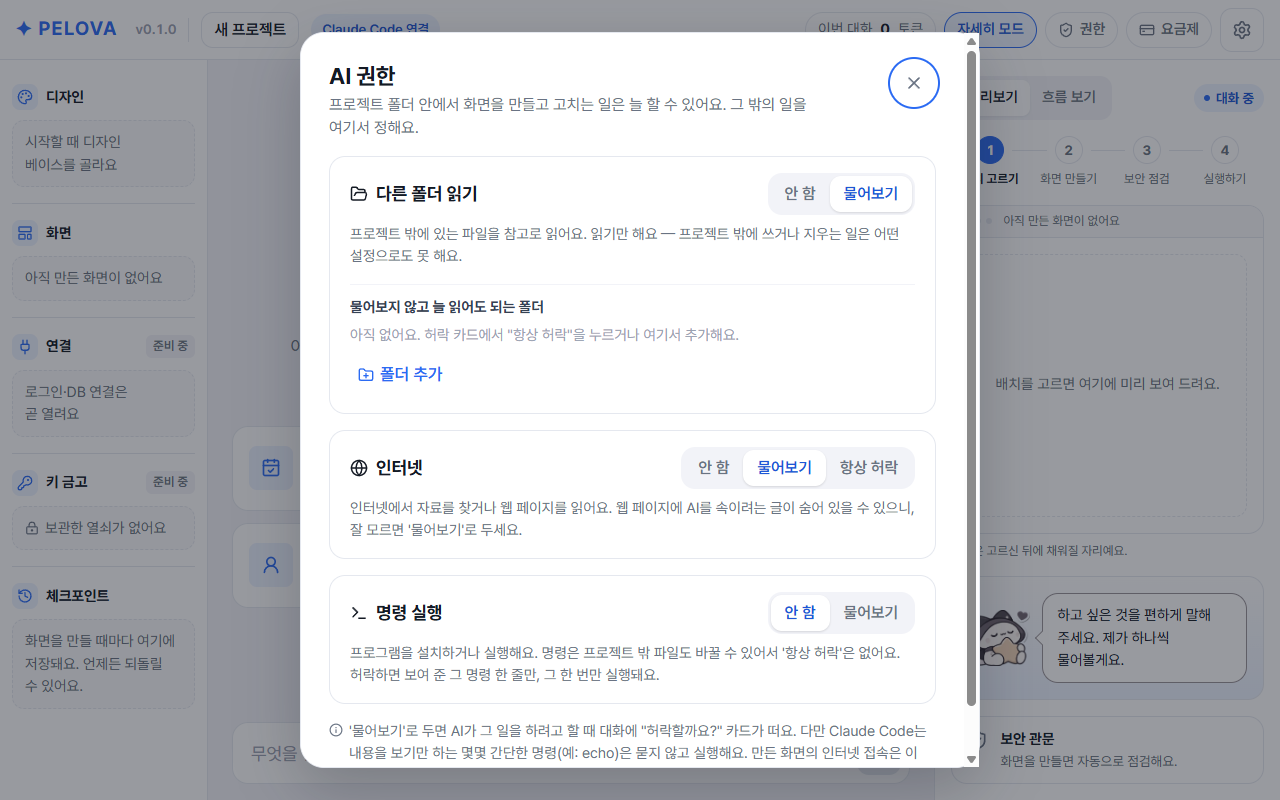 PELOVA
v0.1.0
새 프로젝트
Claude Code 연결
이번 대화 0 토큰
자세히 모드
권한
요금제
디자인
시작할 때 디자인
베이스를 골라요
화면
아직 만든 화면이 없어요
연결
준비 중
로그인·DB 연결은
곧 열려요
키 금고
준비 중
보관한 열쇠가 없어요
체크포인트
화면을 만들 때마다 여기에
저장돼요. 언제든 되돌릴
수 있어요.
무엇을
AI 권한
프로젝트 폴더 안에서 화면을 만들고 고치는 일은 늘 할 수 있어요. 그 밖의 일을
여기서 정해요.
다른 폴더 읽기
안 함
물어보기
프로젝트 밖에 있는 파일을 참고로 읽어요. 읽기만 해요 — 프로젝트 밖에 쓰거나 지우는 일은 어떤
설정으로도 못 해요.
물어보지 않고 늘 읽어도 되는 폴더
아직 없어요. 허락 카드에서 "항상 허락"을 누르거나 여기서 추가해요.
폴더 추가
인터넷
안 함
물어보기
항상 허락
인터넷에서 자료를 찾거나 웹 페이지를 읽어요. 웹 페이지에 AI를 속이려는 글이 숨어 있을 수 있으니,
잘 모르면 '물어보기'로 두세요.
명령 실행
안 함
물어보기
프로그램을 설치하거나 실행해요. 명령은 프로젝트 밖 파일도 바꿀 수 있어서 '항상 허락'은 없어요.
허락하면 보여 준 그 명령 한 줄만, 그 한 번만 실행돼요.
'물어보기'로 두면 AI가 그 일을 하려고 할 때 대화에 "허락할까요?" 카드가 떠요. 다만 Claude Code는
내용을 보기만 하는 몇몇 간단한 명령(예: echo)은 묻지 않고 실행해요. 만든 화면의 인터넷 접속은 이
리보기
흐름 보기
대화 중
1
2
3
4
고르기
화면 만들기
보안 점검
실행하기
아직 만든 화면이 없어요
배치를 고르면 여기에 미리 보여 드려요.
고르신 뒤에 채워질 자리예요.
하고 싶은 것을 편하게 말해
주세요. 제가 하나씩
물어볼게요.
보안 관문
화면을 만들면 자동으로 점검해요.